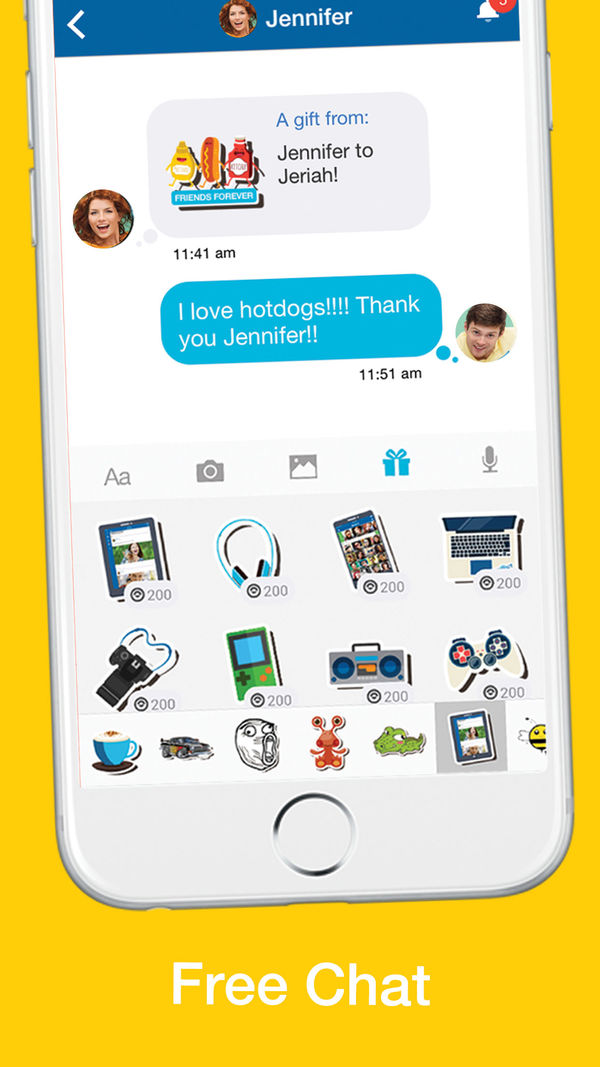 Jennifer
A gift from:
Jennifer to
Jeriah!
FRIENDS FOREVER
11:41 am
I love hotdogs!!!! Thank
you Jennifer!!
11:51 am
Aa
200 200 200 200
200 200 200 200
Free Chat